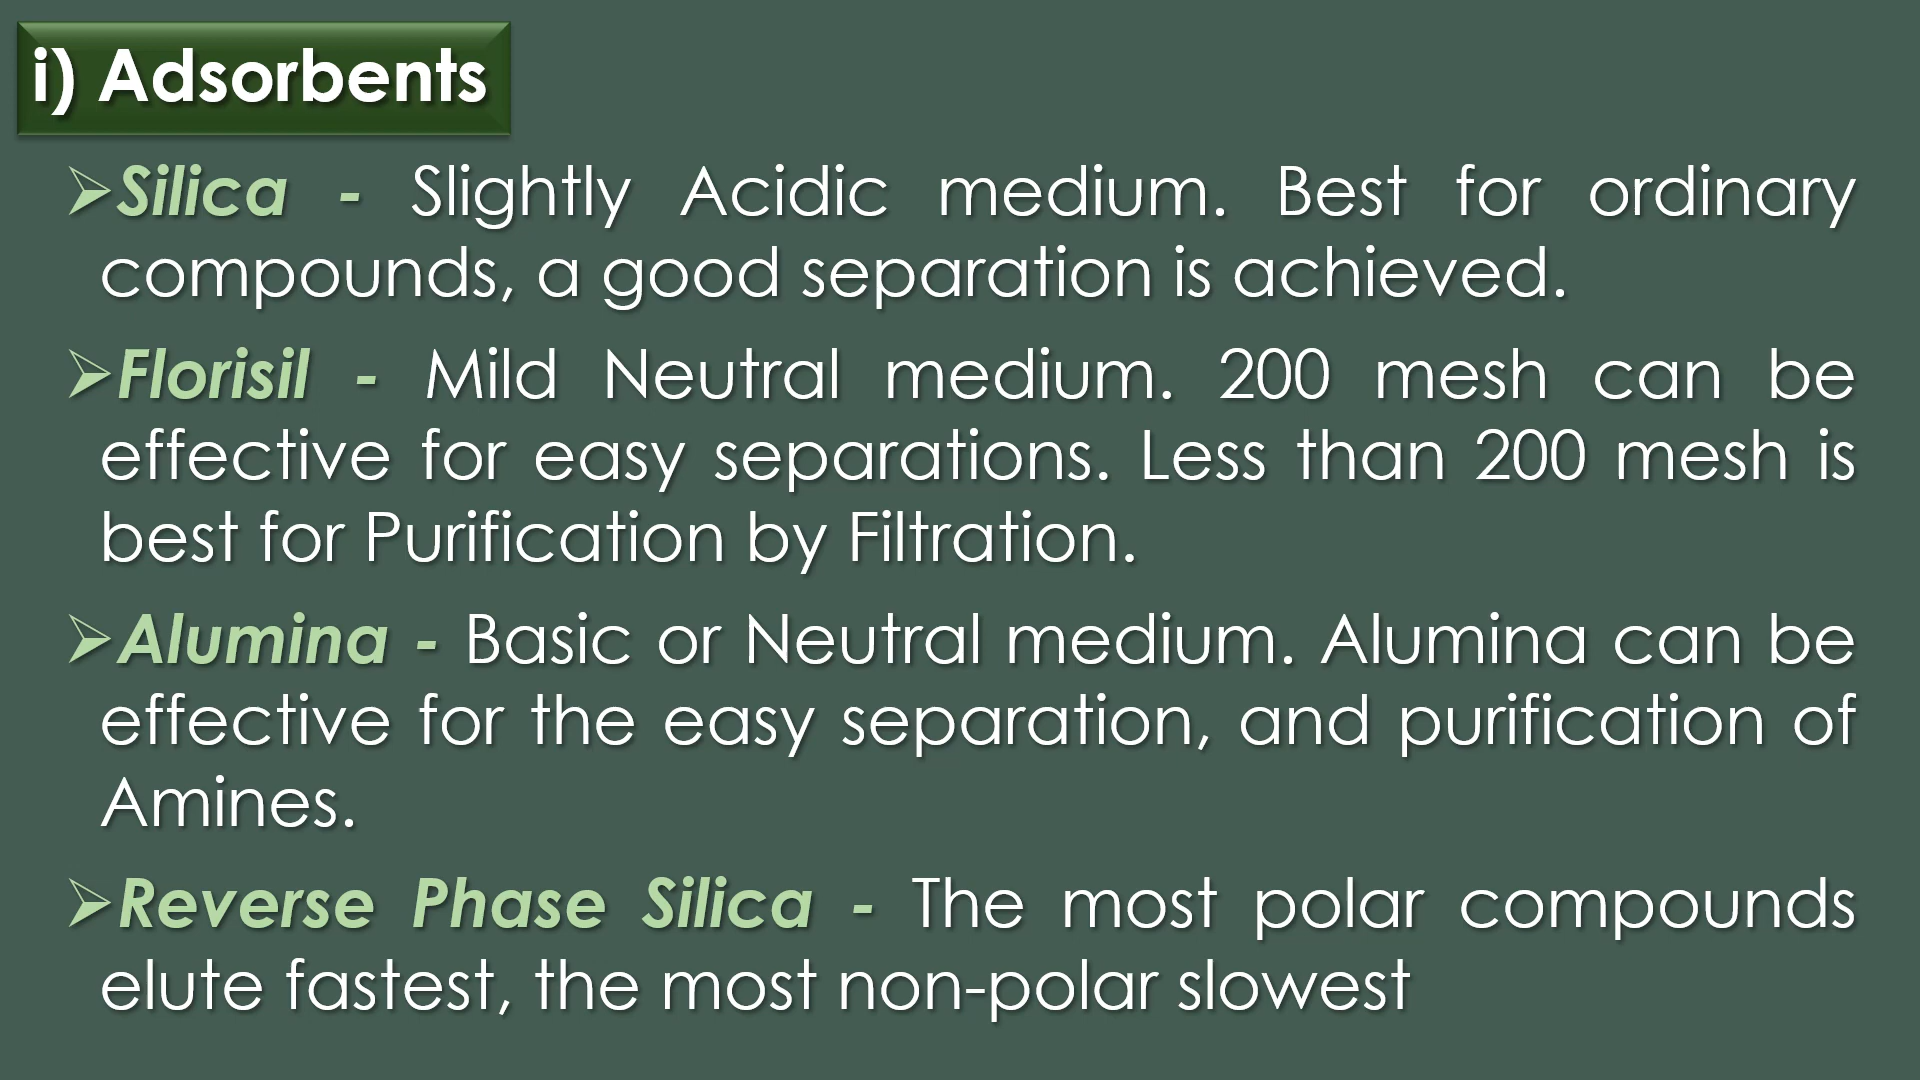 i) Adsorbents
➢Silica - Slightly Acidic medium. Best for ordinary
compounds, a good separation is achieved.
➢Florisil - Mild Neutral medium. 200 mesh can be
effective for easy separations. Less than 200 mesh is
best for Purification by Filtration.
➢Alumina - Basic or Neutral medium. Alumina can be
effective for the easy separation, and purification of
Amines.
➢Reverse Phase Silica - The most polar compounds
elute fastest, the most non-polar slowest